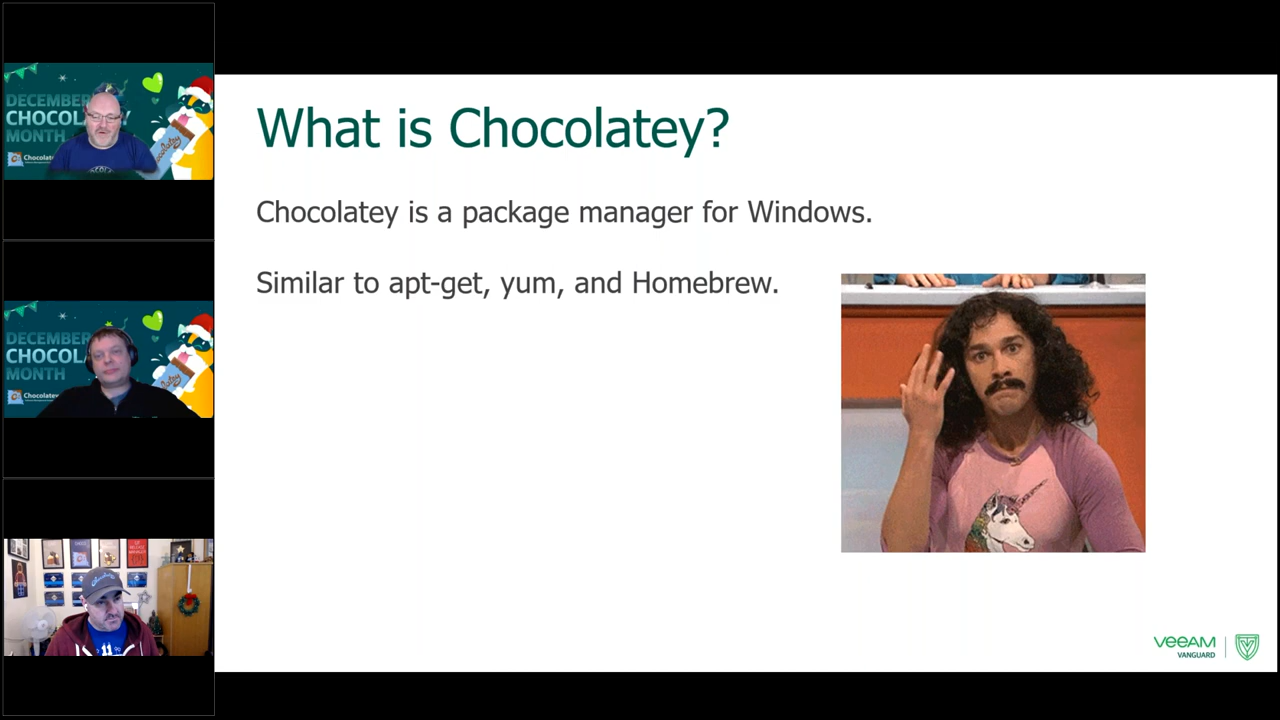 DECEMBER
CHOCOLATEY
MONTH
Chocolatey
DECEMBER
CHOCOL
MONTH
Chocolatey
What is Chocolatey?
Chocolatey is a package manager for Windows.
Similar to apt-get, yum, and Homebrew.
veeAM
VANGUARD